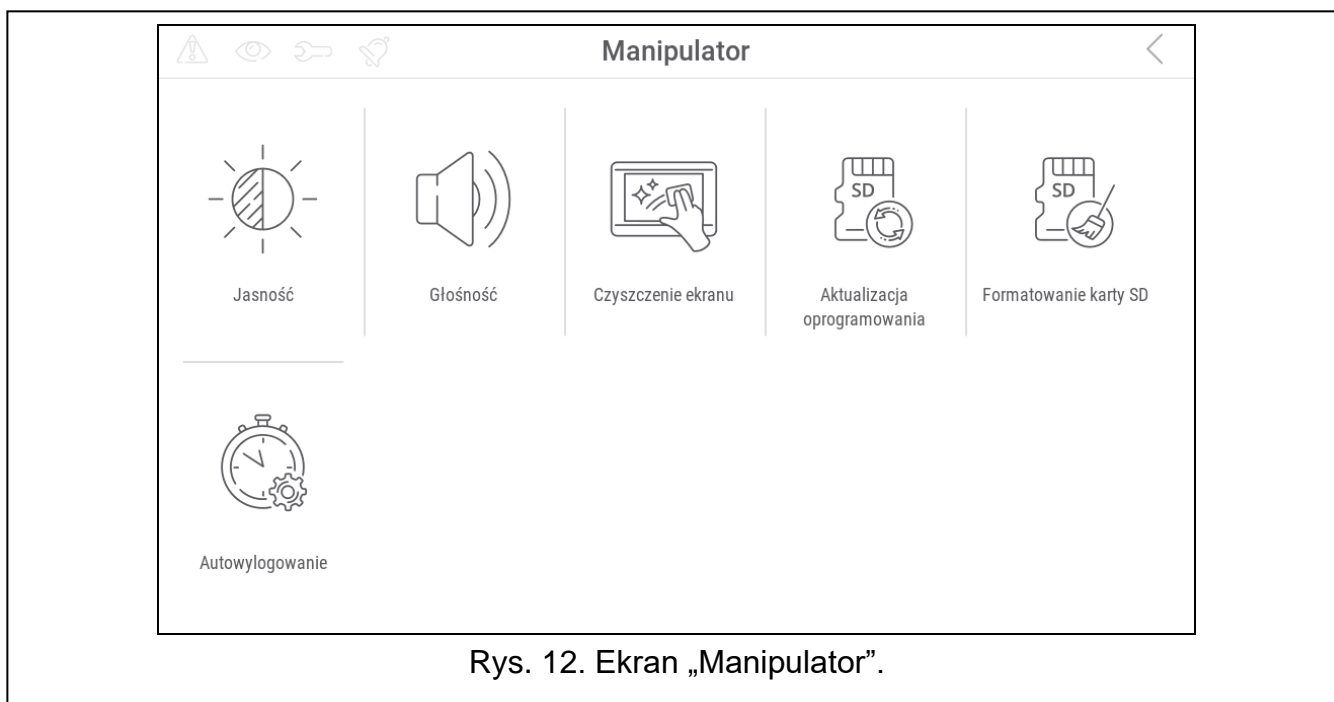 Manipulator
SD
SD
Jasność
Głośność
Czyszczenie ekranu
Aktualizacja
oprogramowania
Formatowanie karty SD
Autowylogowanie
Rys. 12. Ekran „Manipulator”.